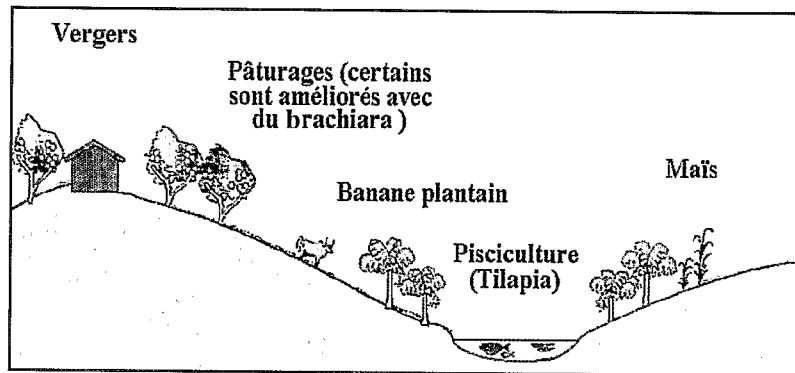 Vergers
Pâturages (certains
sont améliorés avec
du brachiara )
Banane plantain
Maïs
Pisciculture
(Tilapia)